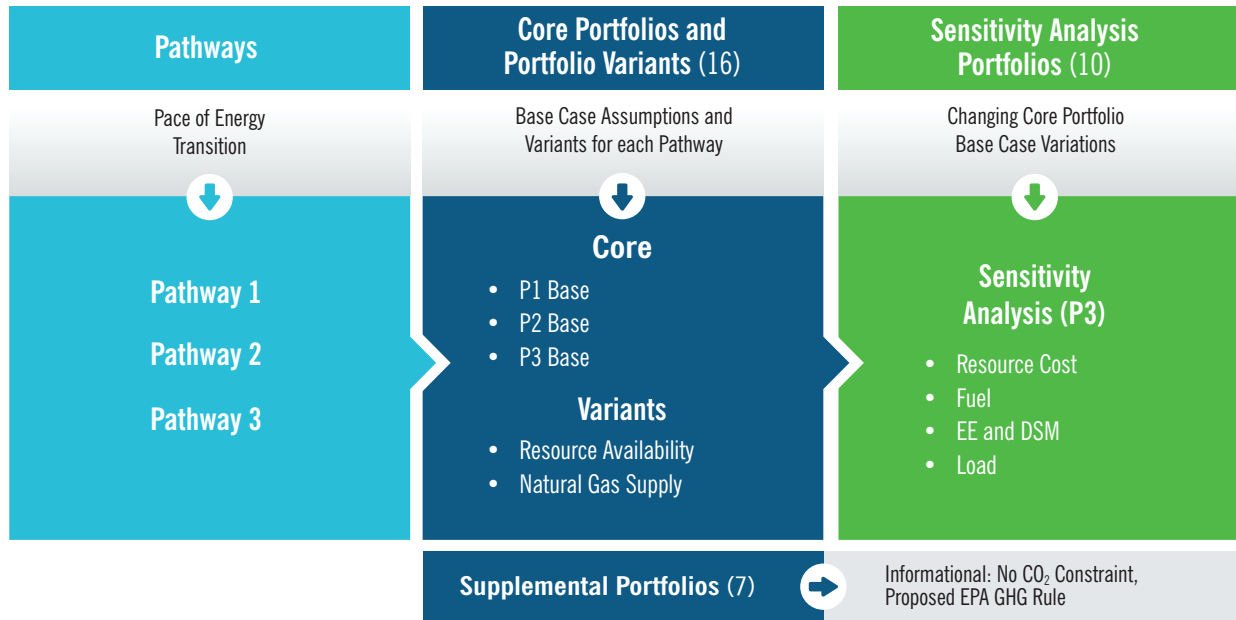 Pathways
Pace of Energy
Transition
Pathway 1
Pathway 2
Pathway 3
Core Portfolios and
Portfolio Variants (16)
Base Case Assumptions and
Variants for each Pathway
Core
• P1 Base
• P2 Base
• P3 Base
Variants
• Resource Availability
• Natural Gas Supply
Sensitivity Analysis
Portfolios (10)
Changing Core Portfolio
Base Case Variations
Sensitivity
Analysis (P3)
• Resource Cost
• Fuel
• EE and DSM
• Load
Supplemental Portfolios (7)
Informational: No CO₂ Constraint,
Proposed EPA GHG Rule